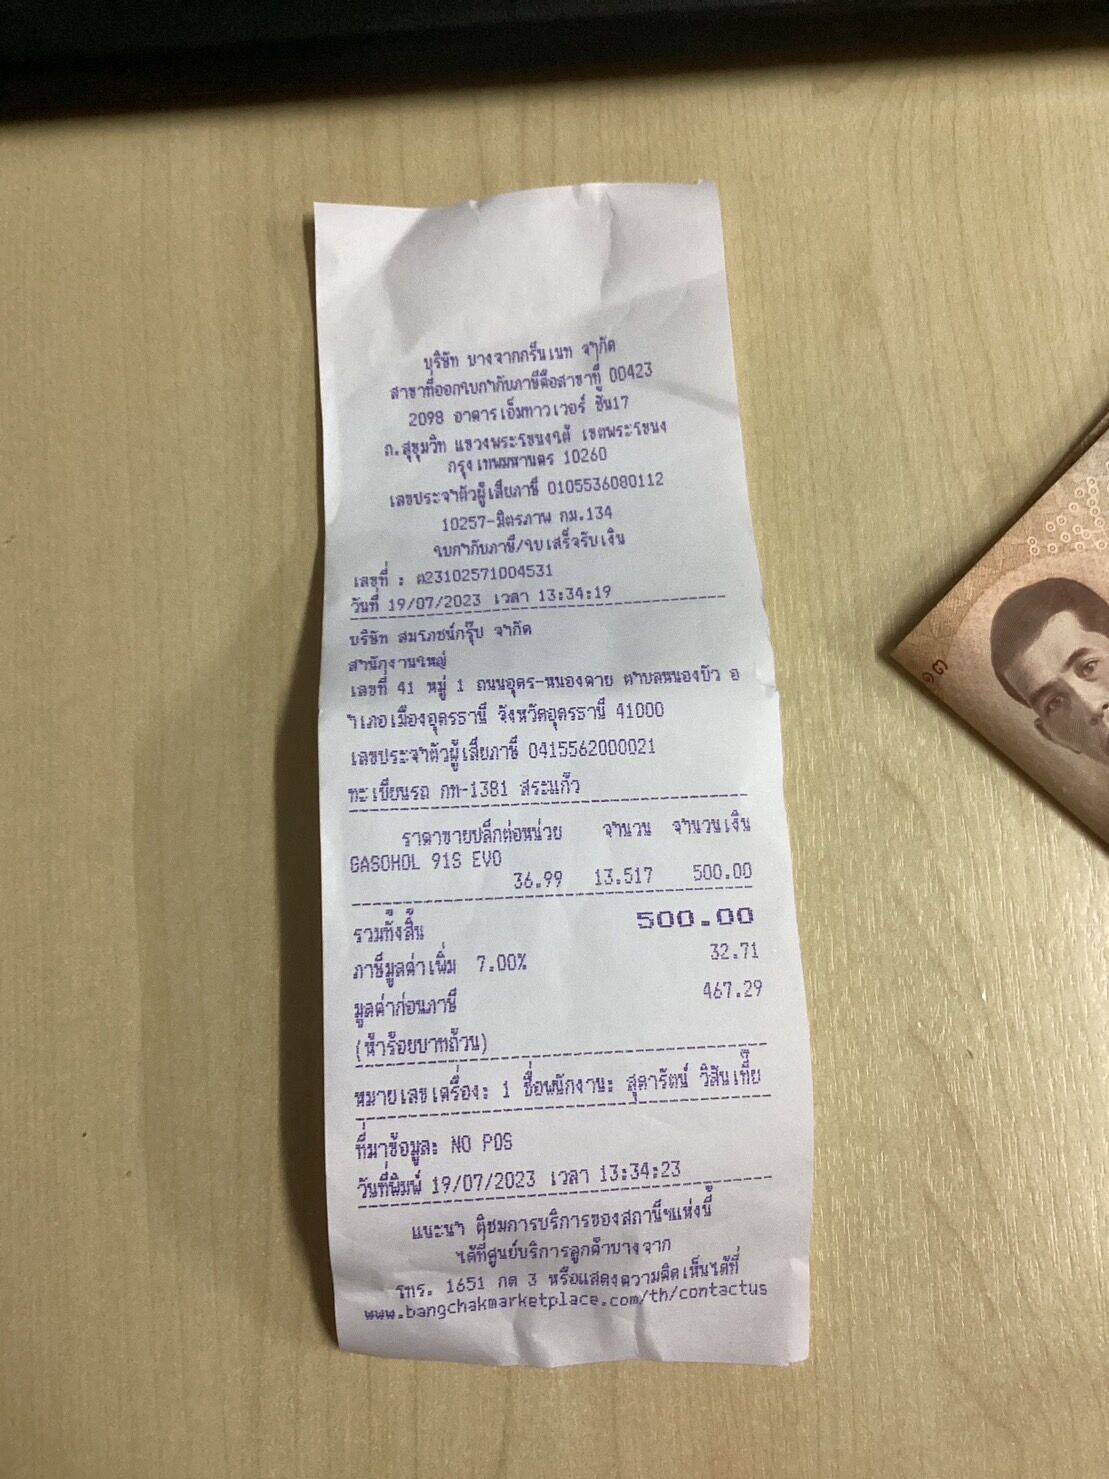 บริษัท บางจากกรีนเนท จำกัด
สาขาที่ออกใบกำกับภาษีคือสาขาที่ 00423
2098 อาคารเอ็มทาวเวอร์ ชั้น17
ถ.สุขุมวิท แขวงพระโขนงใต้ เขตพระโขนง
กรุงเทพมหานคร 10260
เลขประจำตัวผู้เสียภาษี 0105536080112
10257-มิตรภาพ กม.134
ใบกำกับภาษี/ใบเสร็จรับเงิน
เลขที่ : ต23102571004531
วันที่ 19/07/2023 เวลา 13:34:19
บริษัท สมโภชน์กรุ๊ป จำกัด
สำนักงานใหญ่
เลขที่ 41 หมู่ 1 ถนนอุดร-หนองคาย ตำบลหนองบัว อ
ำเภอเมืองอุดรธานี จังหวัดอุดรธานี 41000
เลขประจำตัวผู้เสียภาษี 0415562000021
ทะเบียนรถ กท-1381 สระแก้ว
ราคาขายปลีกต่อหน่วย จำนวน จำนวนเงิน
GASOHOL 91S EVO
36.99 13.517 500.00
รวมทั้งสิ้น 500.00
ภาษีมูลค่าเพิ่ม 7.00% 32.71
มูลค่าก่อนภาษี 467.29
(ห้าร้อยบาทถ้วน)
หมายเลขเครื่อง: 1 ชื่อพนักงาน: สุดารัตน์ วิสันเที๊ย
ที่มาข้อมูล: NO POS
วันที่พิมพ์ 19/07/2023 เวลา 13:34:23
แนะนำ ติชมการบริการของสถานีฯแห่งนี้
ได้ที่ศูนย์บริการลูกค้าบางจาก
โทร. 1651 กด 3 หรือแสดงความคิดเห็นได้ที่
www.bangchakmarketplace.com/th/contactus
๑๓